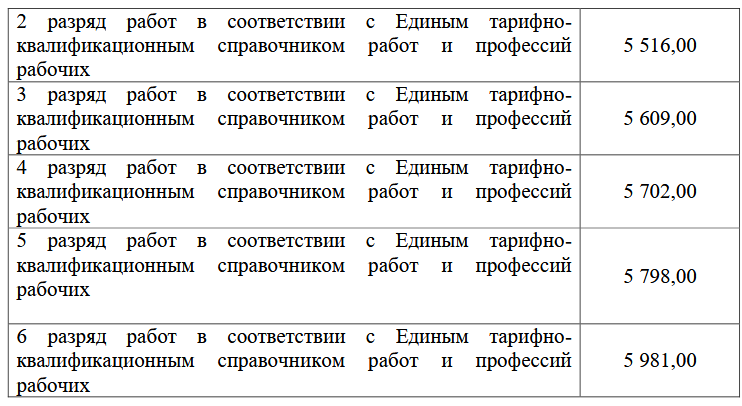 2 разряд работ в соответствии с Единым тарифно-
квалификационным справочником работ и профессий
рабочих
5 516,00
3 разряд работ в соответствии с Единым тарифно-
квалификационным справочником работ и профессий
рабочих
5 609,00
4 разряд работ в соответствии с Единым тарифно-
квалификационным справочником работ и профессий
рабочих
5 702,00
5 разряд работ в соответствии с Единым тарифно-
квалификационным справочником работ и профессий
рабочих
5 798,00
6 разряд работ в соответствии с Единым тарифно-
квалификационным справочником работ и профессий
рабочих
5 981,00